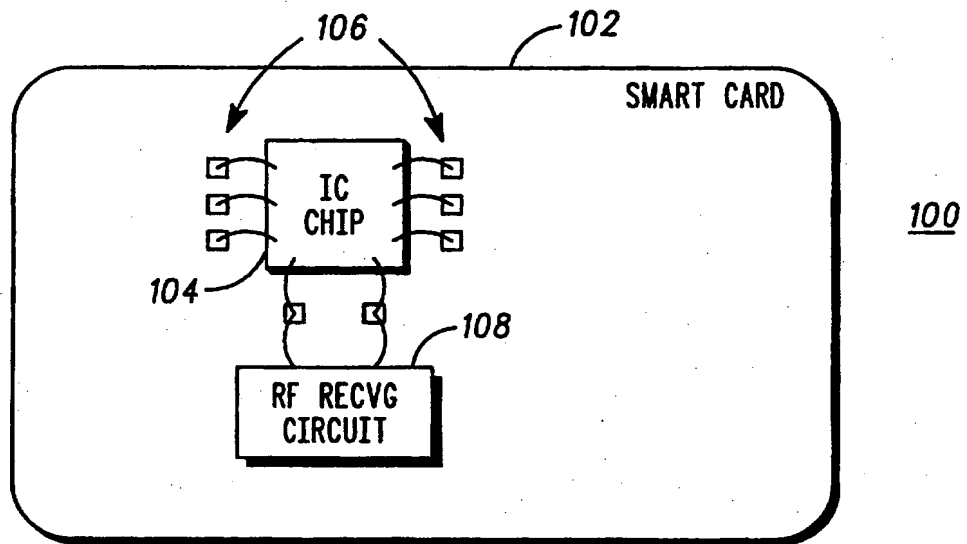 106
102
SMART CARD
IC
CHIP
100
104
108
RF RECVG
CIRCUIT